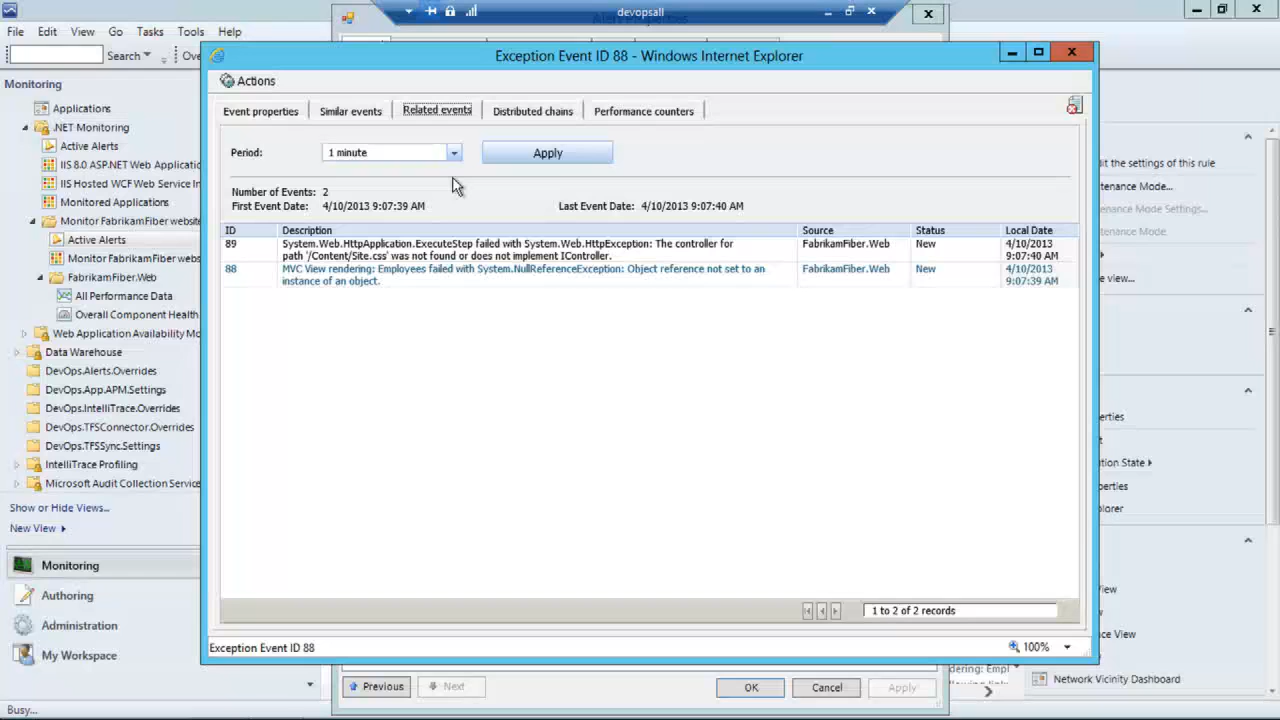 devopsall
Alert Properties
File Edit View Go Tasks Tools Help
Search
Monitoring
Applications
.NET Monitoring
Active Alerts
IIS 8.0 ASP.NET Web Applicatio
IIS Hosted WCF Web Service In
Monitored Applications
Monitor FabrikamFiber website
Active Alerts
Monitor FabrikamFiber webs
FabrikamFiber.Web
All Performance Data
Overall Component Health
Web Application Availability Mo
Data Warehouse
DevOps.Alerts.Overrides
DevOps.App.APM.Settings
DevOps.IntelliTrace.Overrides
DevOps.TFSConnector.Overrides
DevOps.TFSSync.Settings
IntelliTrace Profiling
Microsoft Audit Collection Service
Show or Hide Views...
New View
Monitoring
Authoring
Administration
My Workspace
Busy...
Exception Event ID 88 - Windows Internet Explorer
Actions
Event properties Similar events Related events Distributed chains Performance counters
Period: 1 minute Apply
Number of Events: 2
First Event Date: 4/10/2013 9:07:39 AM Last Event Date: 4/10/2013 9:07:40 AM
ID Description Source Status Local Date
89 System.Web.HttpApplication.ExecuteStep failed with System.Web.HttpException: The controller for FabrikamFiber.Web New 4/10/2013
path '/Content/Site.css' was not found or does not implement IController. 9:07:40 AM
88 MVC View rendering: Employees failed with System.NullReferenceException: Object reference not set to an FabrikamFiber.Web New 4/10/2013
instance of an object. 9:07:39 AM
1 to 2 of 2 records
Exception Event ID 88
100%
Previous Next OK Cancel Apply
dit the settings of this rule
tenance Mode...
tenance Mode Settings...
tenance Mode.
e view...
perties
tion State
perties
plorer
View
w
ce View
w
Network Vicinity Dashboard